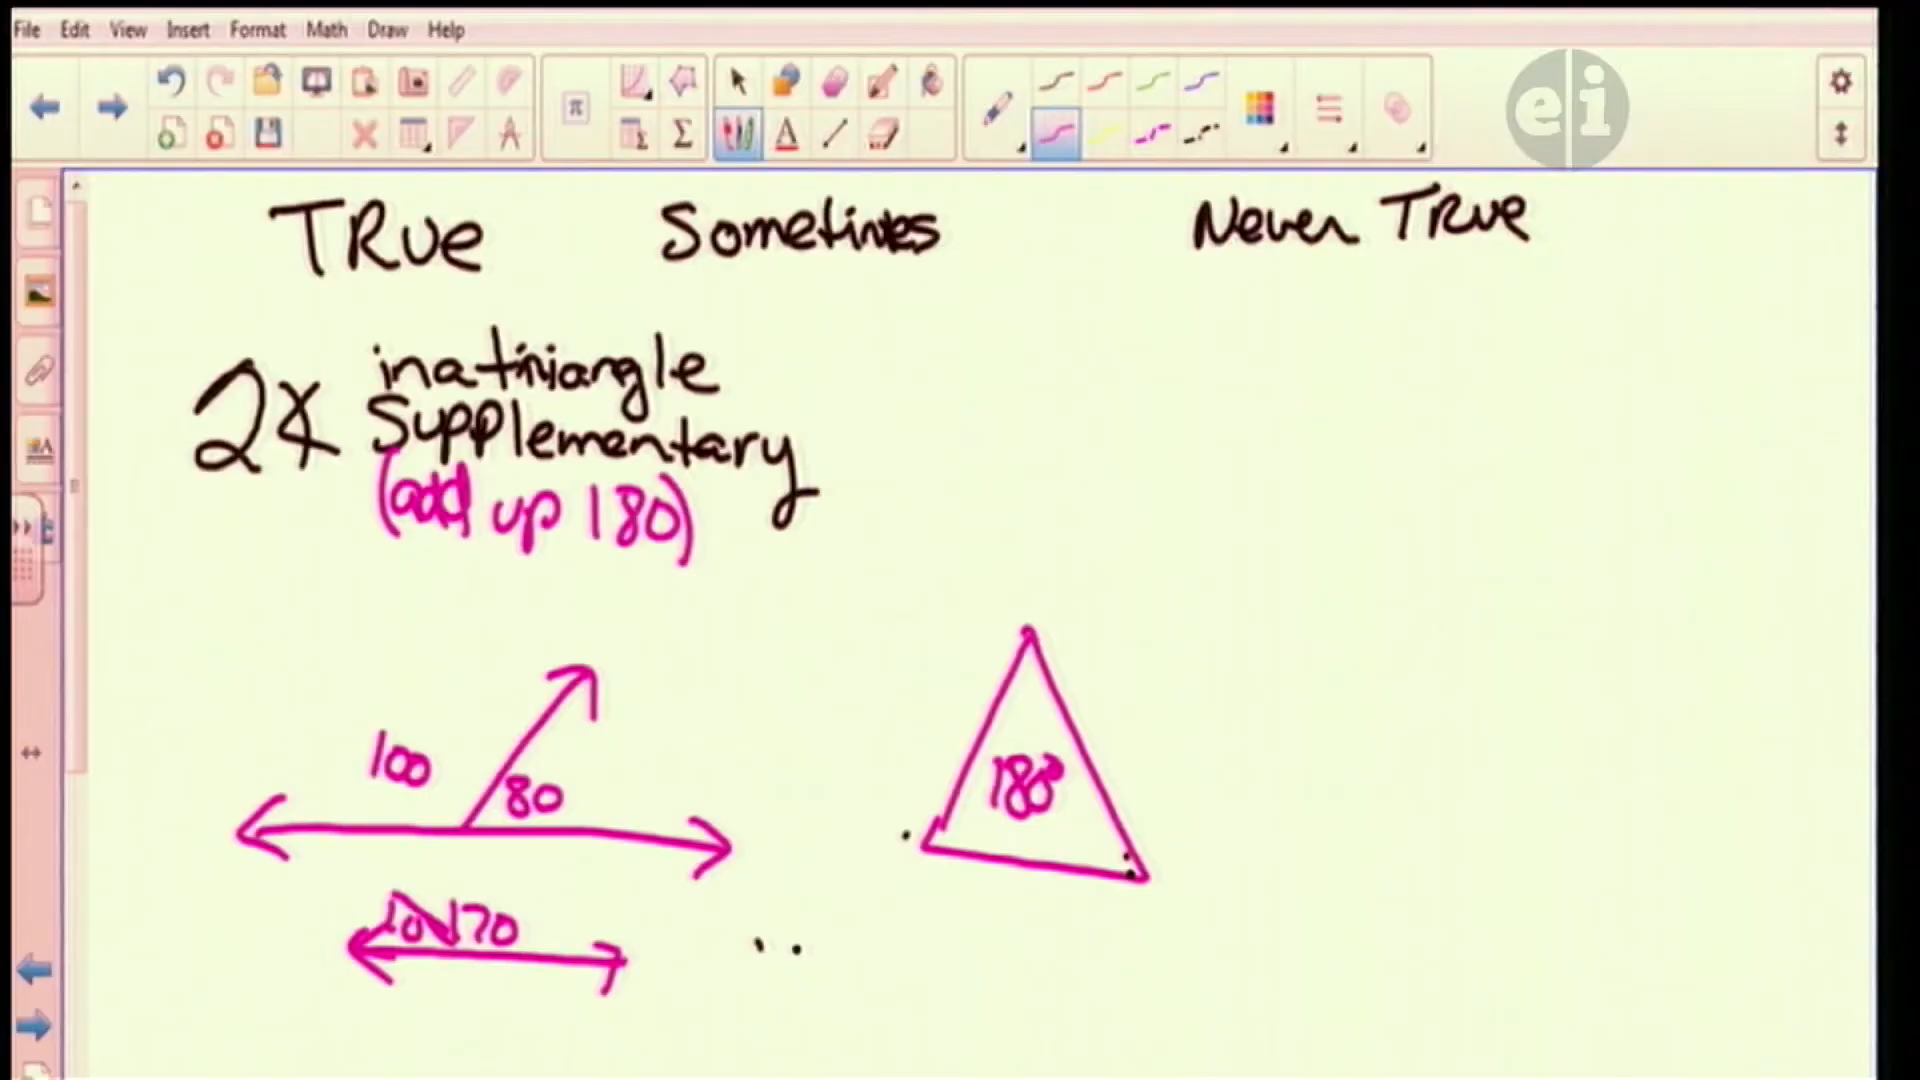 File Edit View Insert Format Math Draw Help
ei
TRue Sometimes Never TRue
2∡ in a triangle
Supplementary
(add up 180)
100 80
180°
170